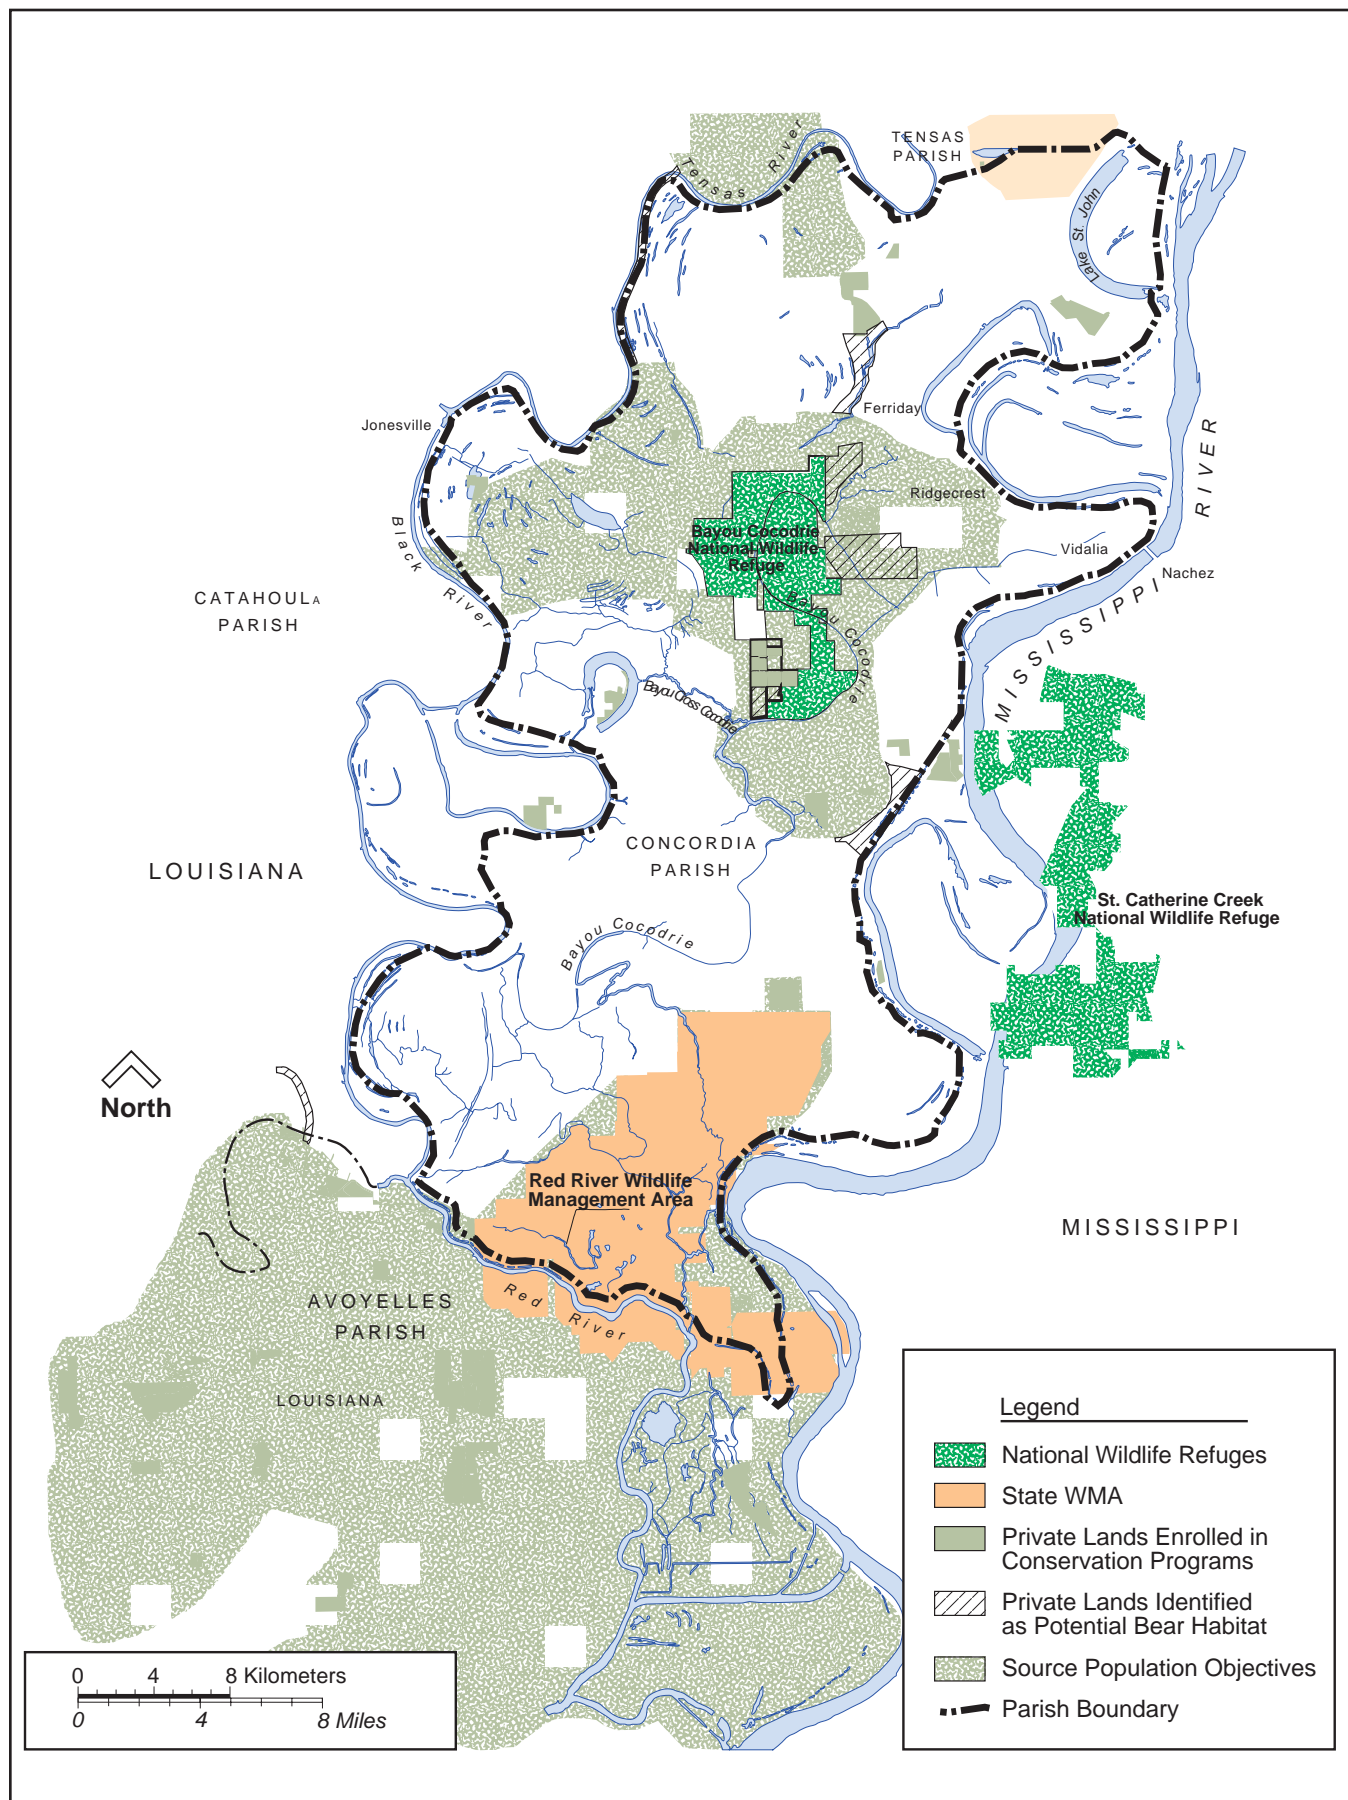 TENSAS
PARISH
Tensas River
Lake St. John
Jonesville
Ferriday
Ridgecrest
RIVER
Black River
Bayou Cocodrie
National Wildlife
Refuge
Vidalia
Nachez
MISSISSIPPI
CATAHOULA
PARISH
Bayou Cocodrie
Bayou Cross Cocodrie
CONCORDIA
PARISH
LOUISIANA
St. Catherine Creek
National Wildlife Refuge
Bayou Cocodrie
North
Red River Wildlife
Management Area
MISSISSIPPI
Red River
AVOYELLES
PARISH
LOUISIANA
Legend
National Wildlife Refuges
State WMA
Private Lands Enrolled in
Conservation Programs
Private Lands Identified
as Potential Bear Habitat
Source Population Objectives
Parish Boundary
0 4 8 Kilometers
0 4 8 Miles